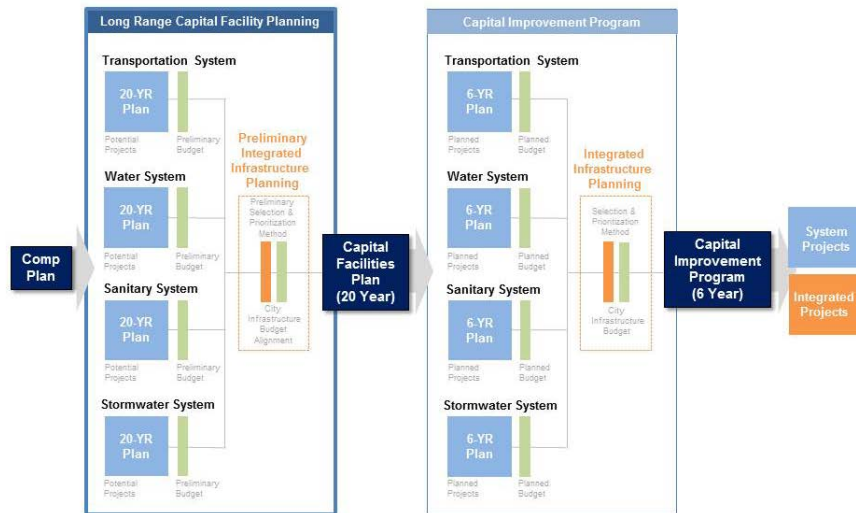 Long Range Capital Facility Planning
Transportation System
20-YR
Plan
Potential
Projects
Preliminary
Budget
Water System
20-YR
Plan
Potential
Projects
Preliminary
Budget
Sanitary System
20-YR
Plan
Potential
Projects
Preliminary
Budget
Stormwater System
20-YR
Plan
Potential
Projects
Preliminary
Budget
Preliminary
Integrated
Infrastructure
Planning
Preliminary
Selection &
Prioritization
Method
City
Infrastructure
Budget
Alignment
Comp
Plan
Capital
Facilities
Plan
(20 Year)
Capital Improvement Program
Transportation System
6-YR
Plan
Planned
Projects
Planned
Budget
Water System
6-YR
Plan
Planned
Projects
Planned
Budget
Sanitary System
6-YR
Plan
Planned
Projects
Planned
Budget
Stormwater System
6-YR
Plan
Planned
Projects
Planned
Budget
Integrated
Infrastructure
Planning
Selection &
Prioritization
Method
City
Infrastructure
Budget
Capital
Improvement
Program
(6 Year)
System
Projects
Integrated
Projects